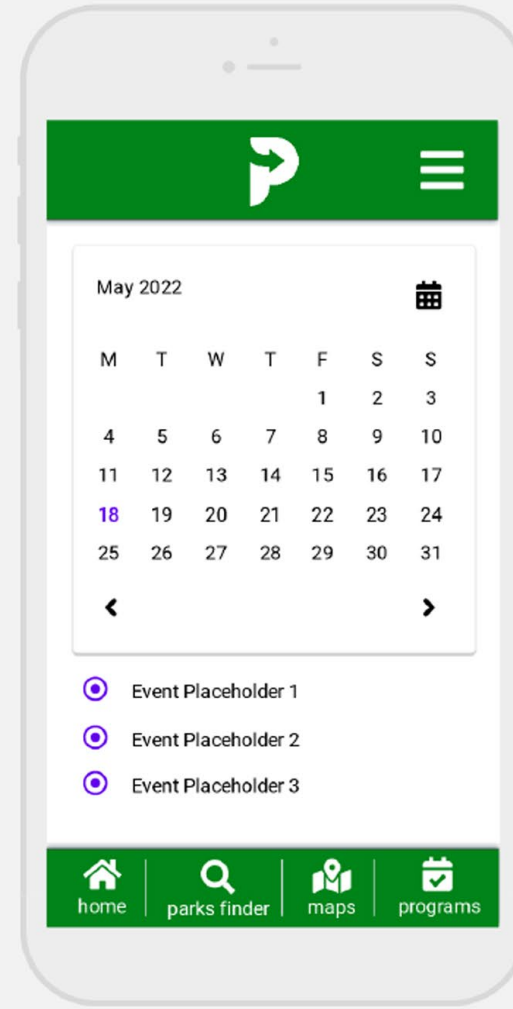 May 2022
M T W T F S S
1 2 3
4 5 6 7 8 9 10
11 12 13 14 15 16 17
18 19 20 21 22 23 24
25 26 27 28 29 30 31
Event Placeholder 1
Event Placeholder 2
Event Placeholder 3
home parks finder maps programs